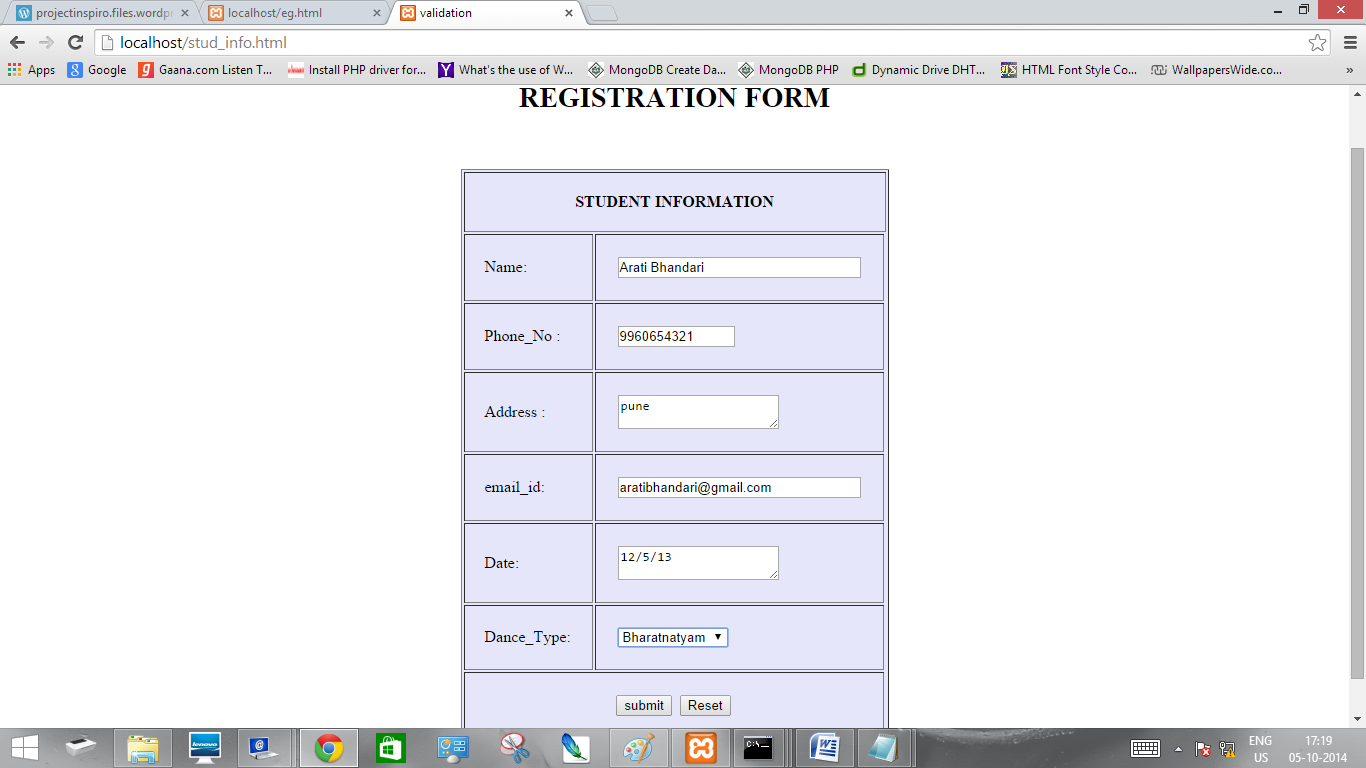 projectinspiro.files.wordpr
localhost/eg.html
validation
localhost/stud_info.html
Apps Google Gaana.com Listen T... Install PHP driver for... What's the use of W... MongoDB Create Da... MongoDB PHP Dynamic Drive DHT... HTML Font Style Co... WallpapersWide.co... »
REGISTRATION FORM
STUDENT INFORMATION
Name: Arati Bhandari
Phone_No : 9960654321
Address : pune
email_id: aratibhandari@gmail.com
Date: 12/5/13
Dance_Type: Bharatnatyam
submit Reset
lenovo
C:\_
ENG 17:19
US 05-10-2014